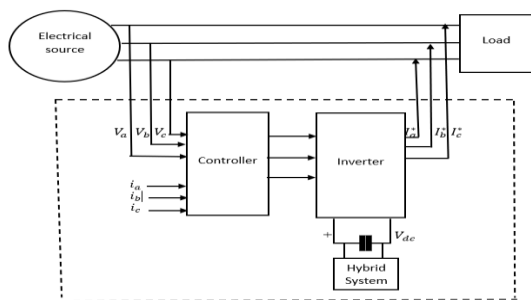 Electrical
source
Load
V_a V_b V_c
I_a^* I_b^* I_c^*
Controller
Inverter
i_a
i_b|
i_c
+
V_dc
Hybrid
System